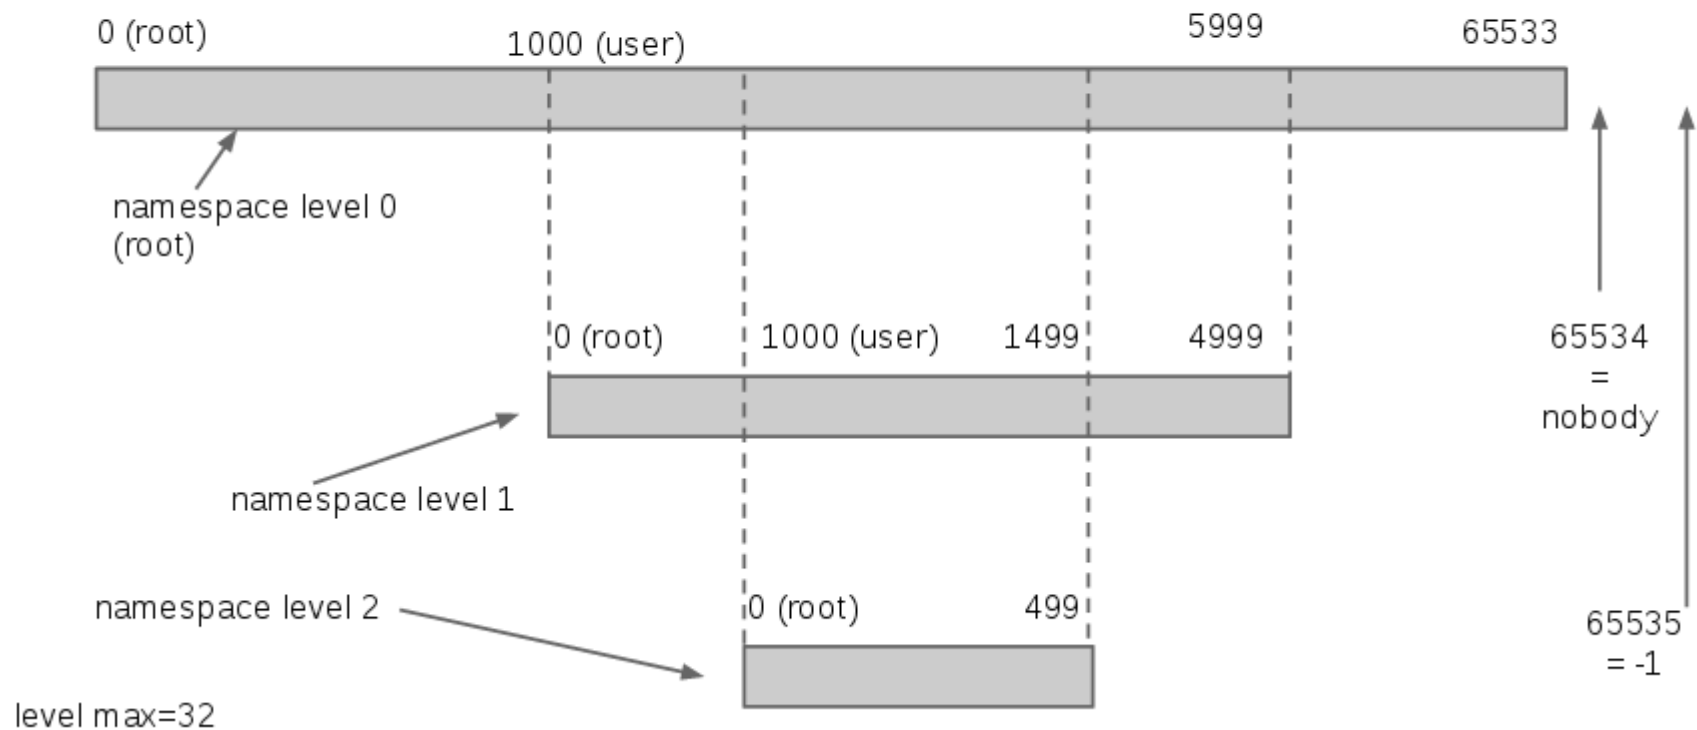 0 (root)
1000 (user)
5999
65533
namespace level 0
(root)
0 (root)
1000 (user)
1499
4999
65534
=
nobody
namespace level 1
namespace level 2
0 (root)
499
65535
= -1
level max=32